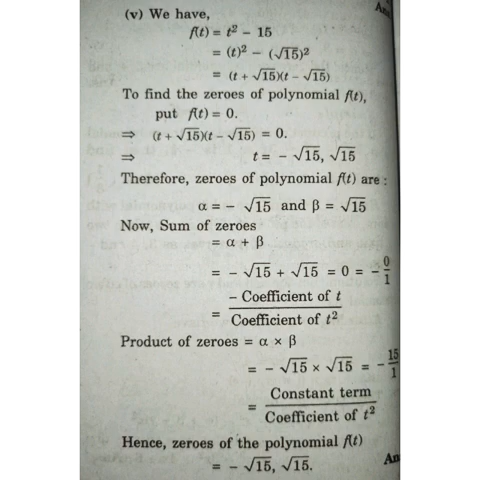 (v) We have,
f(t) = t² − 15
= (t)² − (√15)²
= (t + √15)(t − √15)
To find the zeroes of polynomial f(t),
put f(t) = 0.
⇒ (t + √15)(t − √15) = 0.
⇒ t = − √15, √15
Therefore, zeroes of polynomial f(t) are :
α = − √15 and β = √15
Now, Sum of zeroes
= α + β
= − √15 + √15 = 0 = − 0/1
= − Coefficient of t / Coefficient of t²
Product of zeroes = α × β
= − √15 × √15 = − 15/1
= Constant term / Coefficient of t²
Hence, zeroes of the polynomial f(t)
= − √15, √15.